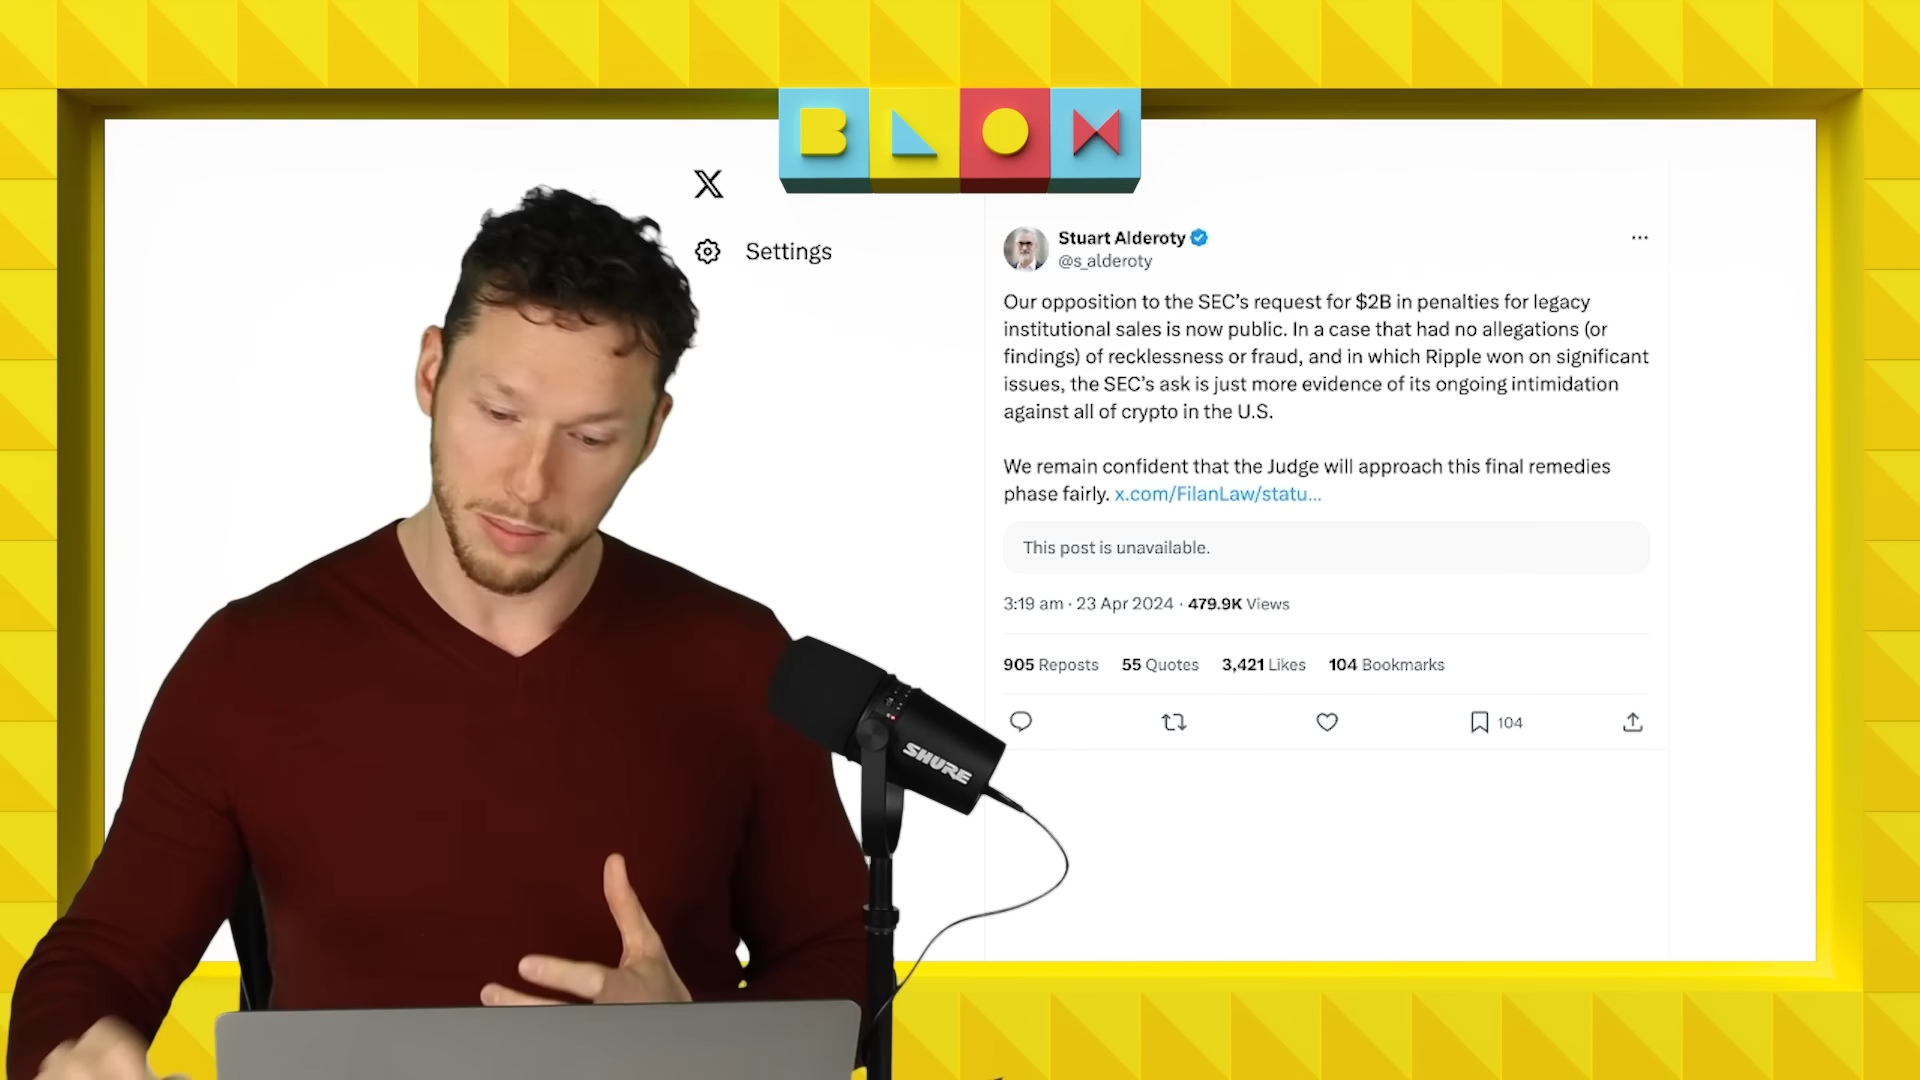 BLOX
X
Settings
Stuart Alderoty
@s_alderoty
Our opposition to the SEC's request for $2B in penalties for legacy
institutional sales is now public. In a case that had no allegations (or
findings) of recklessness or fraud, and in which Ripple won on significant
issues, the SEC's ask is just more evidence of its ongoing intimidation
against all of crypto in the U.S.
We remain confident that the Judge will approach this final remedies
phase fairly. x.com/FilanLaw/statu...
This post is unavailable.
3:19 am · 23 Apr 2024 · 479.9K Views
905 Reposts 55 Quotes 3,421 Likes 104 Bookmarks
104
SHURE